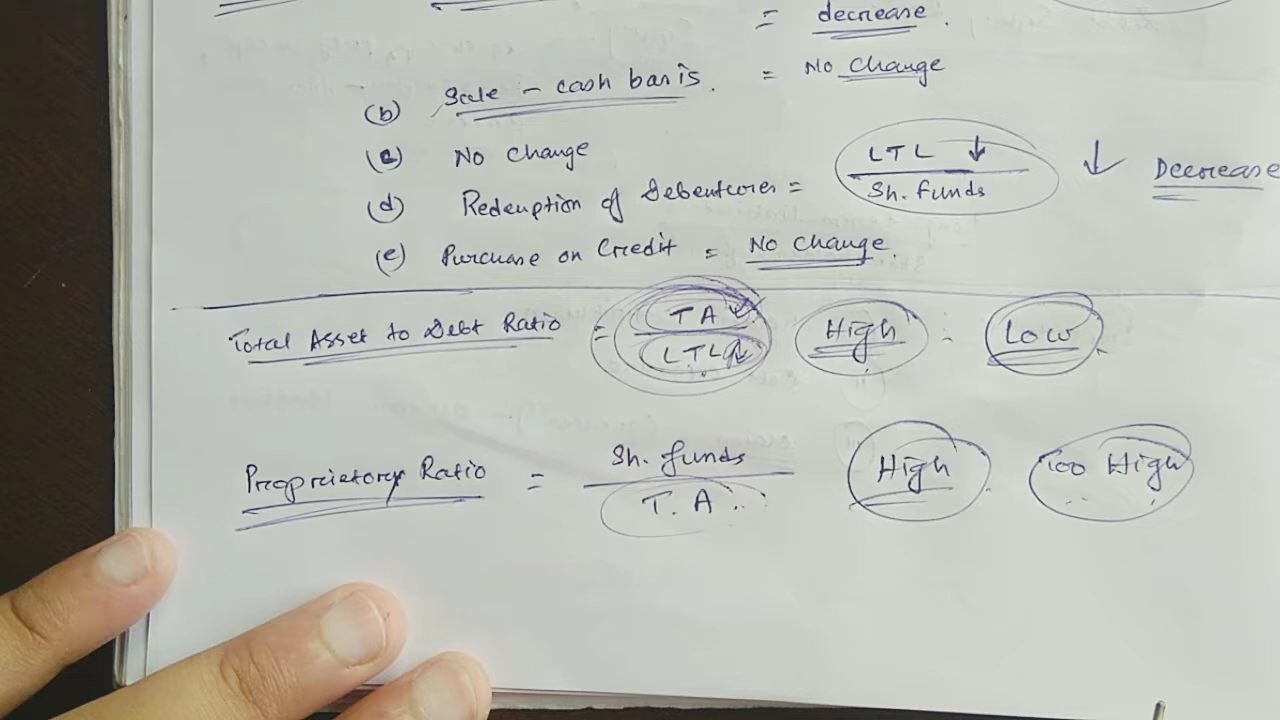 = decrease.
(b) Sale - cash basis. = No change
(c) No change
(d) Redemption of Debentures = LTL ↓ / Sh. funds ↓ Decrease
(e) Purchase on Credit = No change.
Total Asset to Debt Ratio = TA / LTL High : Low
Proprietory Ratio = Sh. funds / T.A. High Too High